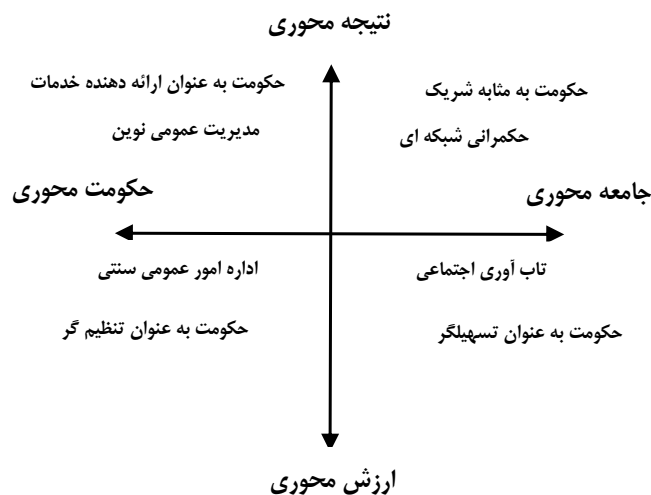 نتیجه محوری
حکومت به مثابه شریک
حکمرانی شبکه ای
حکومت به عنوان ارائه دهنده خدمات
مدیریت عمومی نوین
جامعه محوری
حکومت محوری
تاب آوری اجتماعی
حکومت به عنوان تسهیلگر
اداره امور عمومی سنتی
حکومت به عنوان تنظیم گر
ارزش محوری